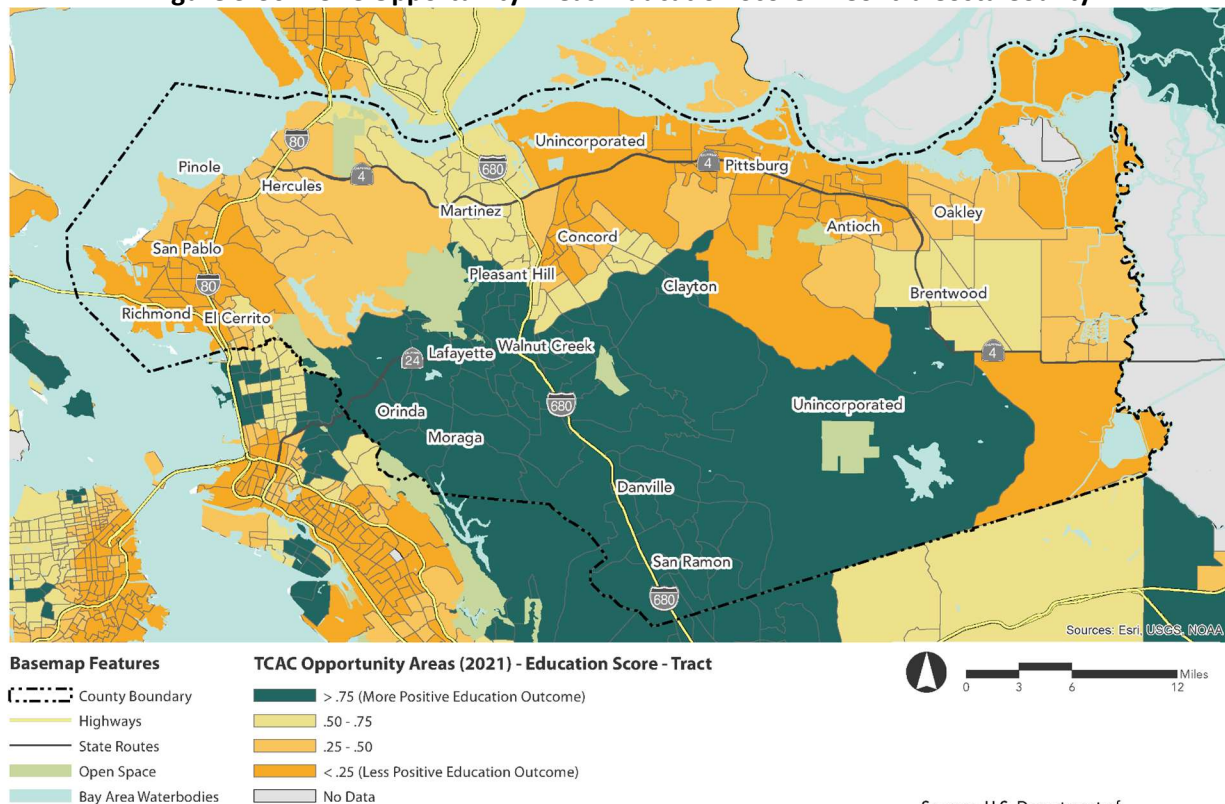 Unincorporated
80
Pinole
4
680
4
Pittsburg
Hercules
Martinez
Oakley
Antioch
Concord
San Pablo
Pleasant Hill
80
Clayton
Brentwood
Richmond
El Cerrito
Walnut Creek
Lafayette
24
4
680
Unincorporated
Orinda
Moraga
Danville
San Ramon
680
Sources: Esri, USGS, NOAA
Basemap Features
County Boundary
Highways
State Routes
Open Space
Bay Area Waterbodies
TCAC Opportunity Areas (2021) - Education Score - Tract
> .75 (More Positive Education Outcome)
.50 - .75
.25 - .50
< .25 (Less Positive Education Outcome)
No Data
0 3 6 12 Miles